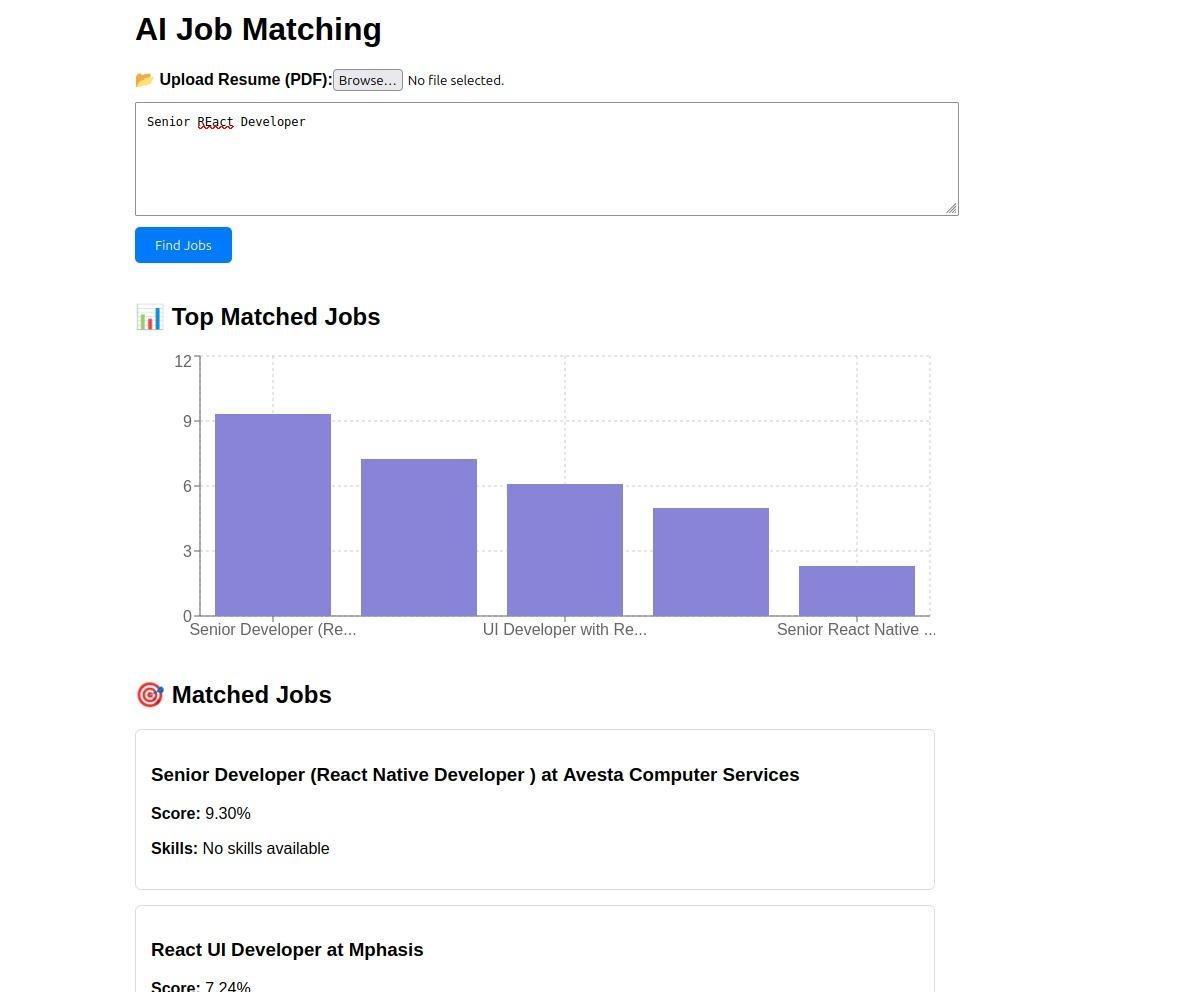 AI Job Matching
📂 Upload Resume (PDF): Browse... No file selected.
Senior REact Developer
Find Jobs
📊 Top Matched Jobs
12
9
6
3
0
Senior Developer (Re... UI Developer with Re... Senior React Native ...
🎯 Matched Jobs
Senior Developer (React Native Developer ) at Avesta Computer Services
Score: 9.30%
Skills: No skills available
React UI Developer at Mphasis
Score: 7.24%